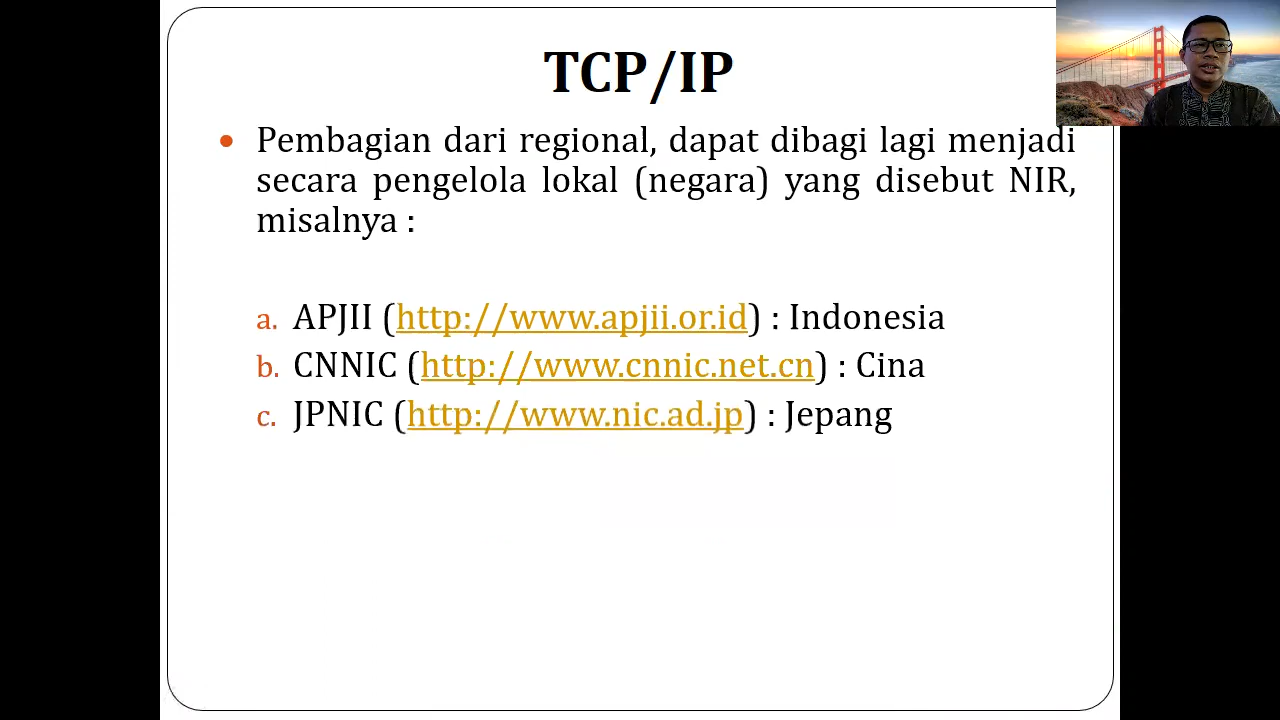 TCP/IP
• Pembagian dari regional, dapat dibagi lagi menjadi
secara pengelola lokal (negara) yang disebut NIR,
misalnya :
a. APJII (http://www.apjii.or.id) : Indonesia
b. CNNIC (http://www.cnnic.net.cn) : Cina
c. JPNIC (http://www.nic.ad.jp) : Jepang